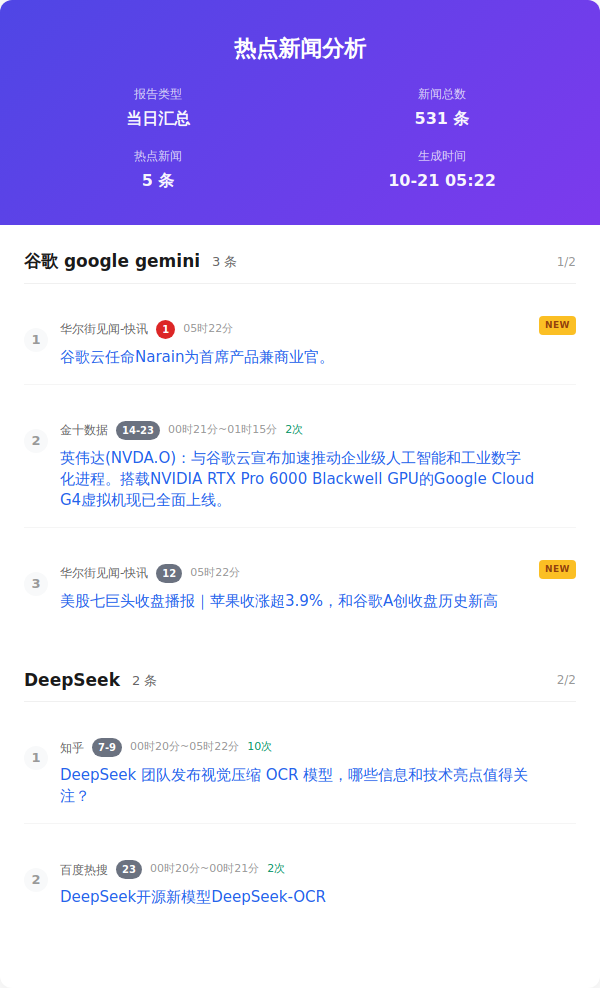 热点新闻分析
报告类型
新闻总数
当日汇总
531 条
热点新闻
生成时间
5 条
10-21 05:22
谷歌 google gemini 3 条 1/2
1 华尔街见闻-快讯 1 05时22分 NEW
谷歌云任命Narain为首席产品兼商业官。
2 金十数据 14-23 00时21分~01时15分 2次
英伟达(NVDA.O)：与谷歌云宣布加速推动企业级人工智能和工业数字
化进程。搭载NVIDIA RTX Pro 6000 Blackwell GPU的Google Cloud
G4虚拟机现已全面上线。
3 华尔街见闻-快讯 12 05时22分 NEW
美股七巨头收盘播报｜苹果收涨超3.9%，和谷歌A创收盘历史新高
DeepSeek 2 条 2/2
1 知乎 7-9 00时20分~05时22分 10次
DeepSeek 团队发布视觉压缩 OCR 模型，哪些信息和技术亮点值得关
注？
2 百度热搜 23 00时20分~00时21分 2次
DeepSeek开源新模型DeepSeek-OCR